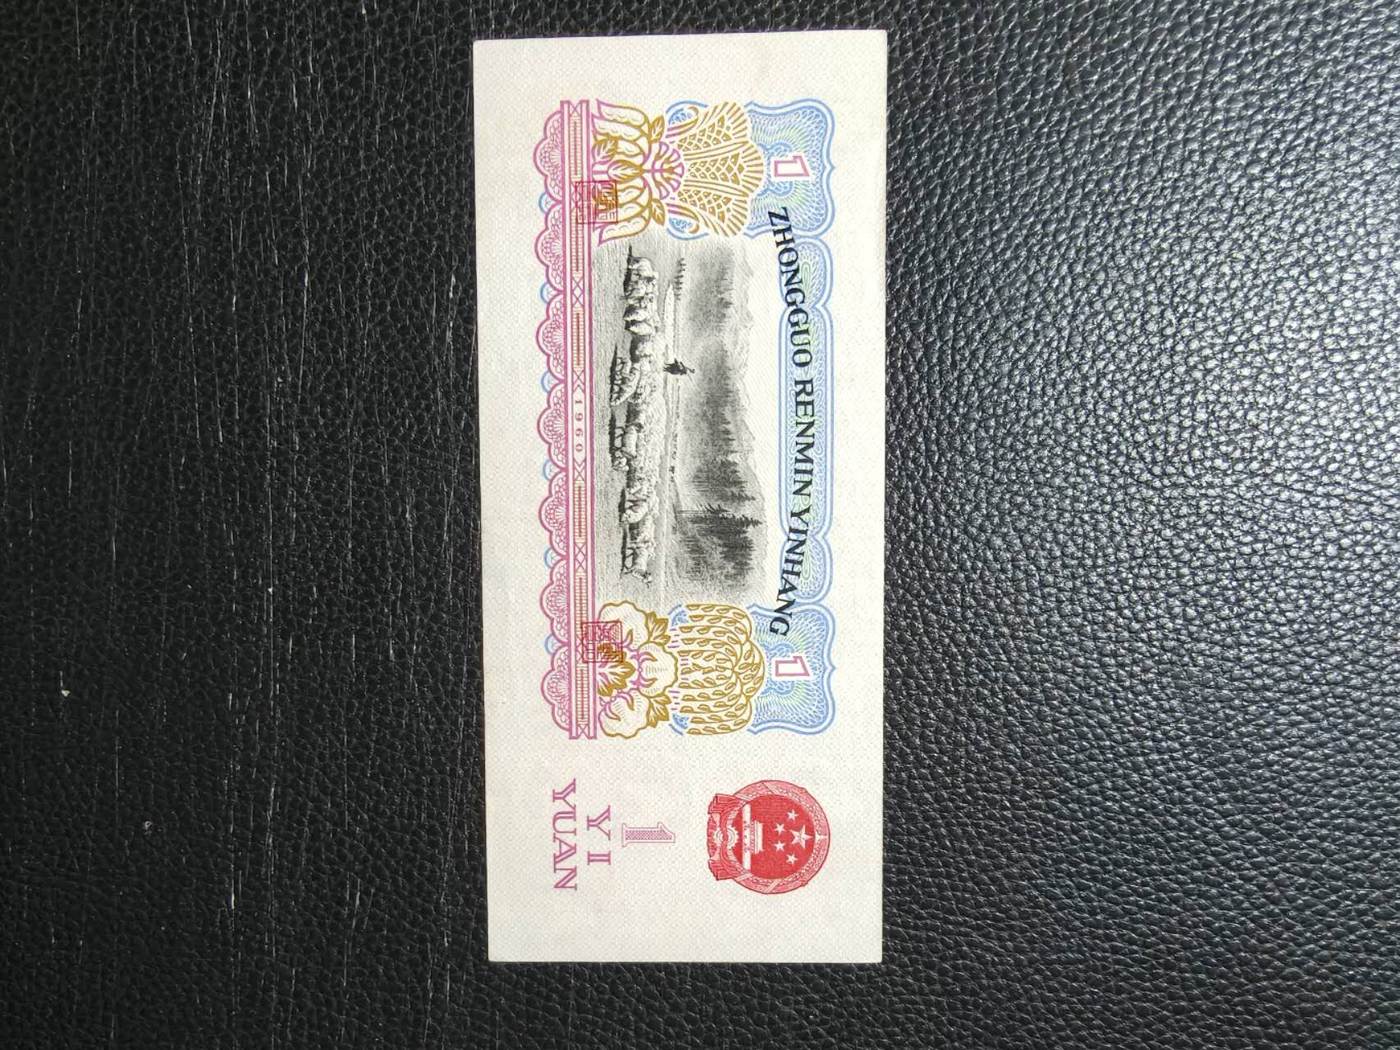 1
1
ZHONGGUO RENMIN YINHANG
1960
1
YI
YUAN